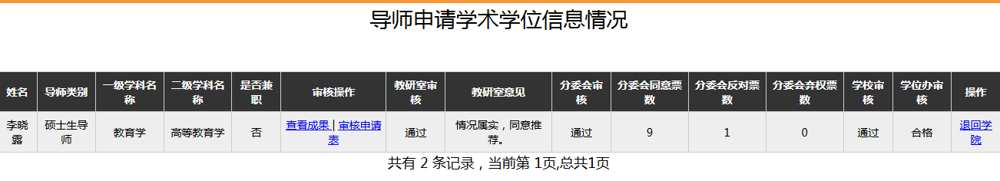 导师申请学术学位信息情况
姓名 导师类别 一级学科名称 二级学科名称 是否兼职 审核操作 教研室审核 教研室意见 分委会审核 分委会同意票数 分委会反对票数 分委会弃权票数 学校审核 学位办审核 操作
李晓露 硕士生导师 教育学 高等教育学 否 查看成果 | 审核申请表 通过 情况属实，同意推荐。 通过 9 1 0 通过 合格 退回学院
共有 2 条记录，当前第 1页,总共1页